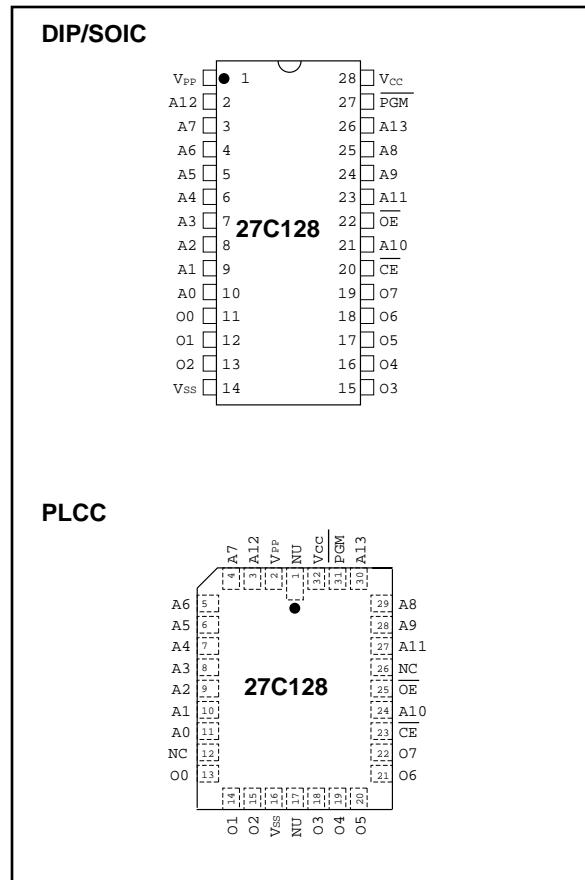 DIP/SOIC
VPP 1 28 VCC
A12 2 27 PGM
A7 3 26 A13
A6 4 25 A8
A5 5 24 A9
A4 6 23 A11
A3 7 22 OE
27C128
A2 8 21 A10
A1 9 20 CE
A0 10 19 O7
O0 11 18 O6
O1 12 17 O5
O2 13 16 O4
VSS 14 15 O3
PLCC
A7 A12 VPP NU VCC PGM A13
4 3 2 1 32 31 30
A6 5 29 A8
A5 6 28 A9
A4 7 27 A11
A3 8 26 NC
27C128
A2 9 25 OE
A1 10 24 A10
A0 11 23 CE
NC 12 22 O7
O0 13 21 O6
14 15 16 17 18 19 20
O1 O2 VSS NU O3 O4 O5